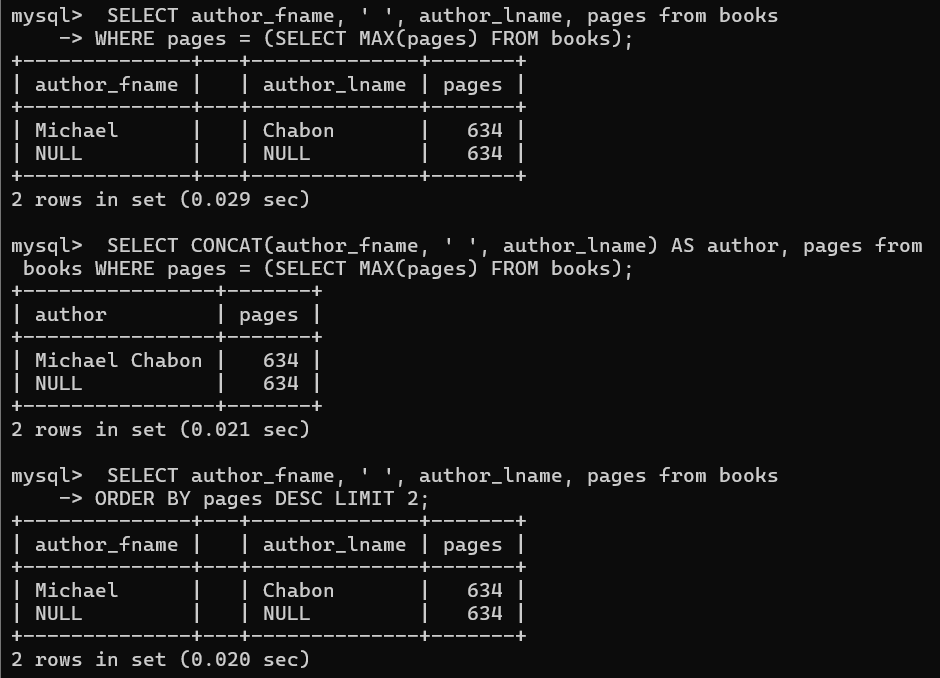 mysql>  SELECT author_fname, ' ', author_lname, pages from books
    -> WHERE pages = (SELECT MAX(pages) FROM books);
+--------------+---+--------------+-------+
| author_fname |   | author_lname | pages |
+--------------+---+--------------+-------+
| Michael      |   | Chabon       |   634 |
| NULL         |   | NULL         |   634 |
+--------------+---+--------------+-------+
2 rows in set (0.029 sec)

mysql>  SELECT CONCAT(author_fname, ' ', author_lname) AS author, pages from
 books WHERE pages = (SELECT MAX(pages) FROM books);
+----------------+-------+
| author         | pages |
+----------------+-------+
| Michael Chabon |   634 |
| NULL           |   634 |
+----------------+-------+
2 rows in set (0.021 sec)

mysql>  SELECT author_fname, ' ', author_lname, pages from books
    -> ORDER BY pages DESC LIMIT 2;
+--------------+---+--------------+-------+
| author_fname |   | author_lname | pages |
+--------------+---+--------------+-------+
| Michael      |   | Chabon       |   634 |
| NULL         |   | NULL         |   634 |
+--------------+---+--------------+-------+
2 rows in set (0.020 sec)